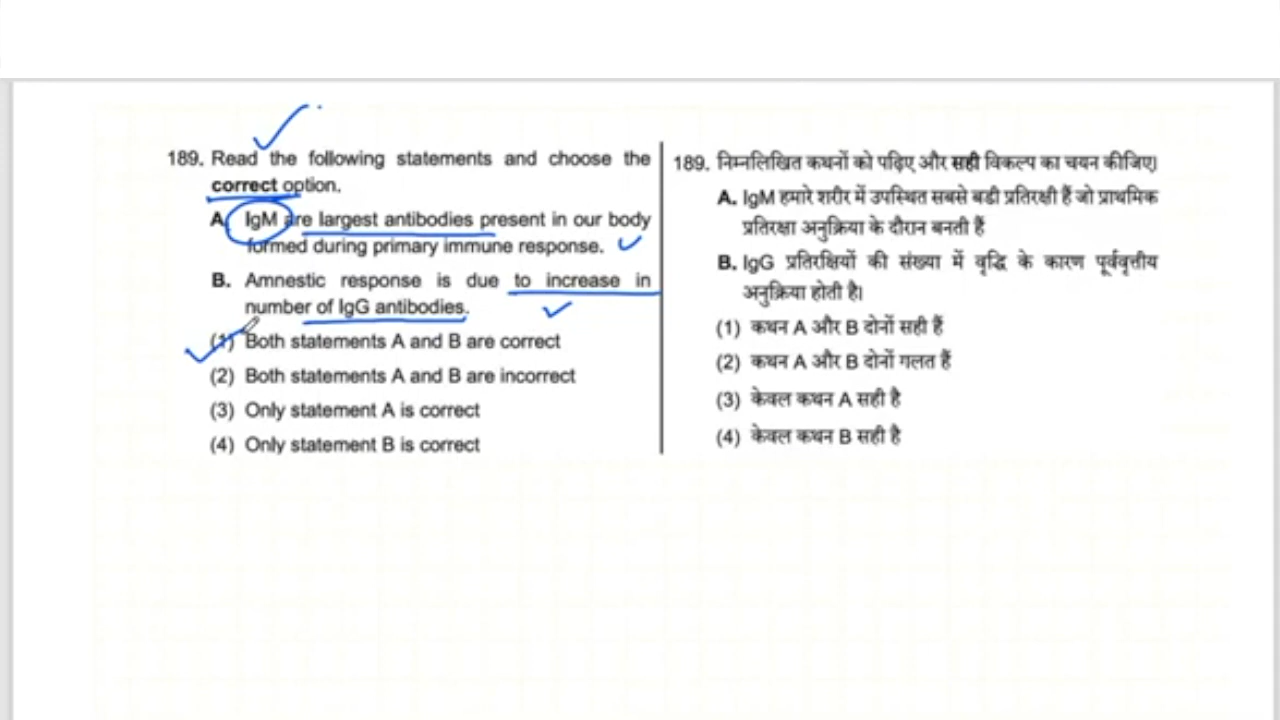 189. Read the following statements and choose the
correct option.
A. IgM are largest antibodies present in our body
formed during primary immune response.
B. Amnestic response is due to increase in
number of IgG antibodies.
(1) Both statements A and B are correct
(2) Both statements A and B are incorrect
(3) Only statement A is correct
(4) Only statement B is correct
189. निम्नलिखित कथनों को पढ़िए और सही विकल्प का चयन कीजिए।
A. IgM हमारे शरीर में उपस्थित सबसे बडी प्रतिरक्षी हैं जो प्राथमिक
प्रतिरक्षा अनुक्रिया के दौरान बनती हैं
B. IgG प्रतिरक्षियों की संख्या में वृद्धि के कारण पूर्ववृत्तीय
अनुक्रिया होती है।
(1) कथन A और B दोनों सही हैं
(2) कथन A और B दोनों गलत हैं
(3) केवल कथन A सही है
(4) केवल कथन B सही है